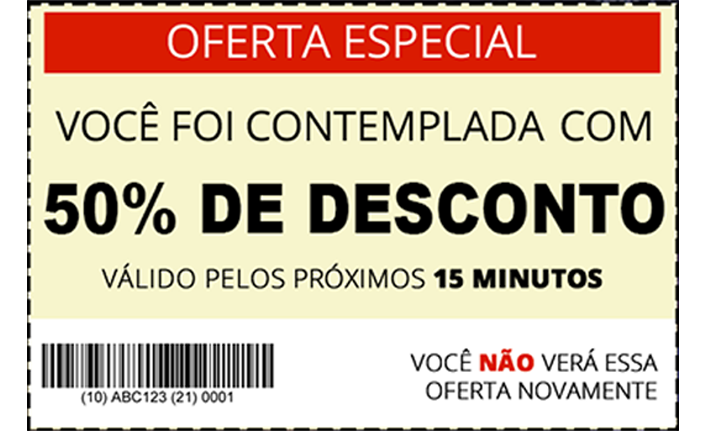 OFERTA ESPECIAL
VOCÊ FOI CONTEMPLADA COM
50% DE DESCONTO
VÁLIDO PELOS PRÓXIMOS 15 MINUTOS
(10) ABC123 (21) 0001
VOCÊ NÃO VERÁ ESSA
OFERTA NOVAMENTE